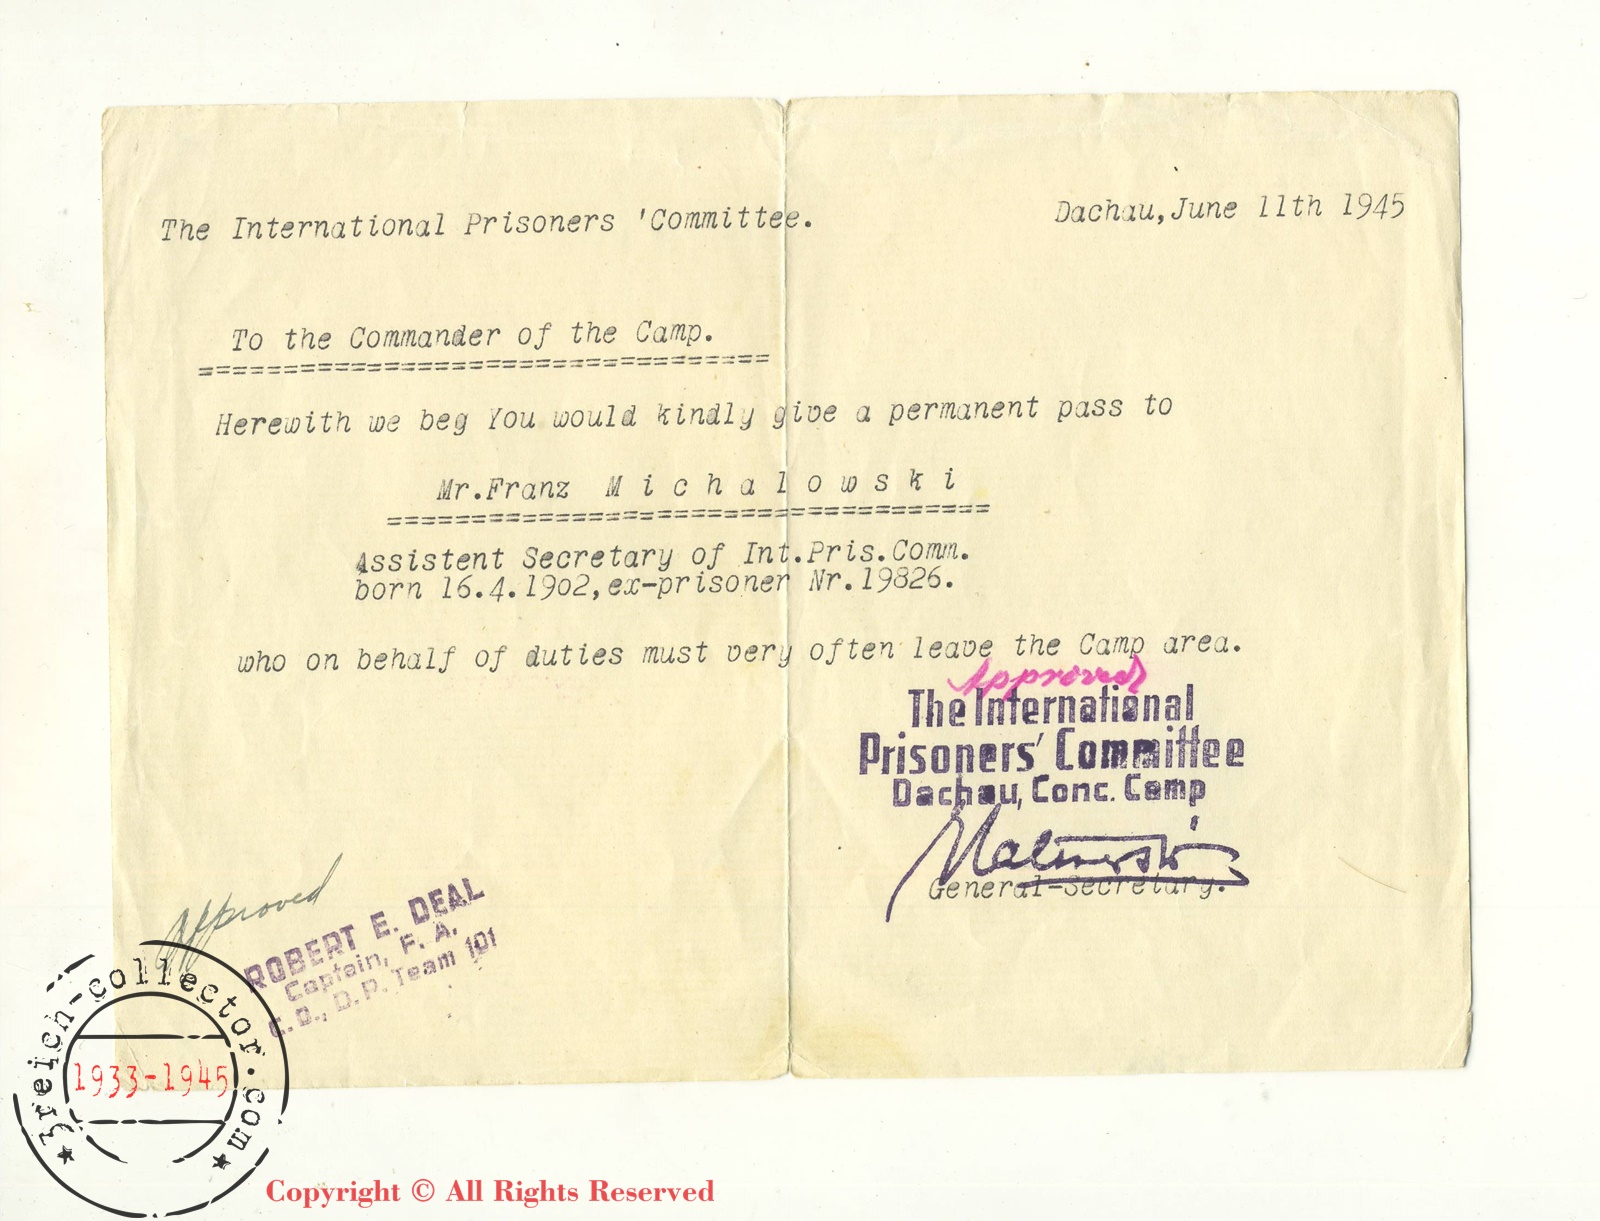 The International Prisoners 'Committee.
Dachau,June 11th 1945
To the Commander of the Camp.
==================================
Herewith we beg You would kindly give a permanent pass to
Mr.Franz M i c h a l o w s k i
====================================
Assistent Secretary of Int.Pris.Comm.
born 16.4.19o2,ex-prisoner Nr.19826.
who on behalf of duties must very often leave the Camp area.
Approved
The International
Prisoners' Committee
Dachau, Conc. Camp
General-Secretary.
Approved
ROBERT E. DEAL
Captain, F. A.
C. O., D. P. Team 101
3reich-collector.com
1933-1945
Copyright © All Rights Reserved